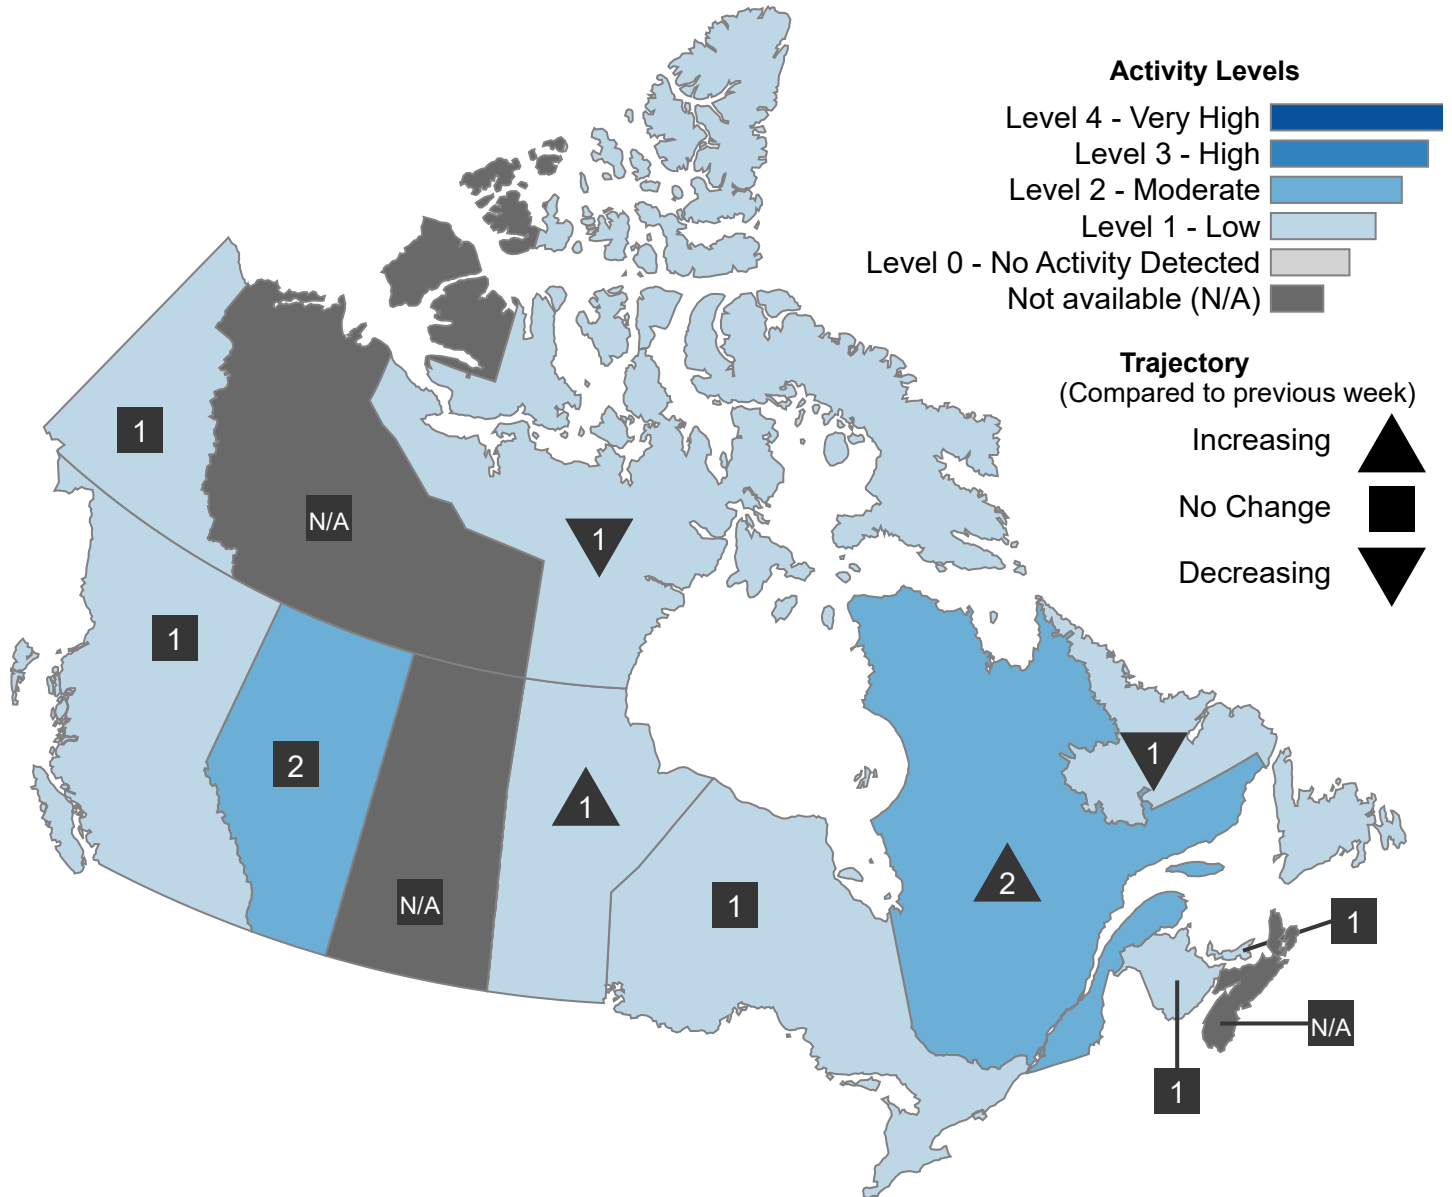 Activity Levels
Level 4 - Very High
Level 3 - High
Level 2 - Moderate
Level 1 - Low
Level 0 - No Activity Detected
Not available (N/A)
Trajectory
(Compared to previous week)
Increasing
No Change
Decreasing
1
N/A
1
1
2
1
1
N/A
1
2
1
N/A
1